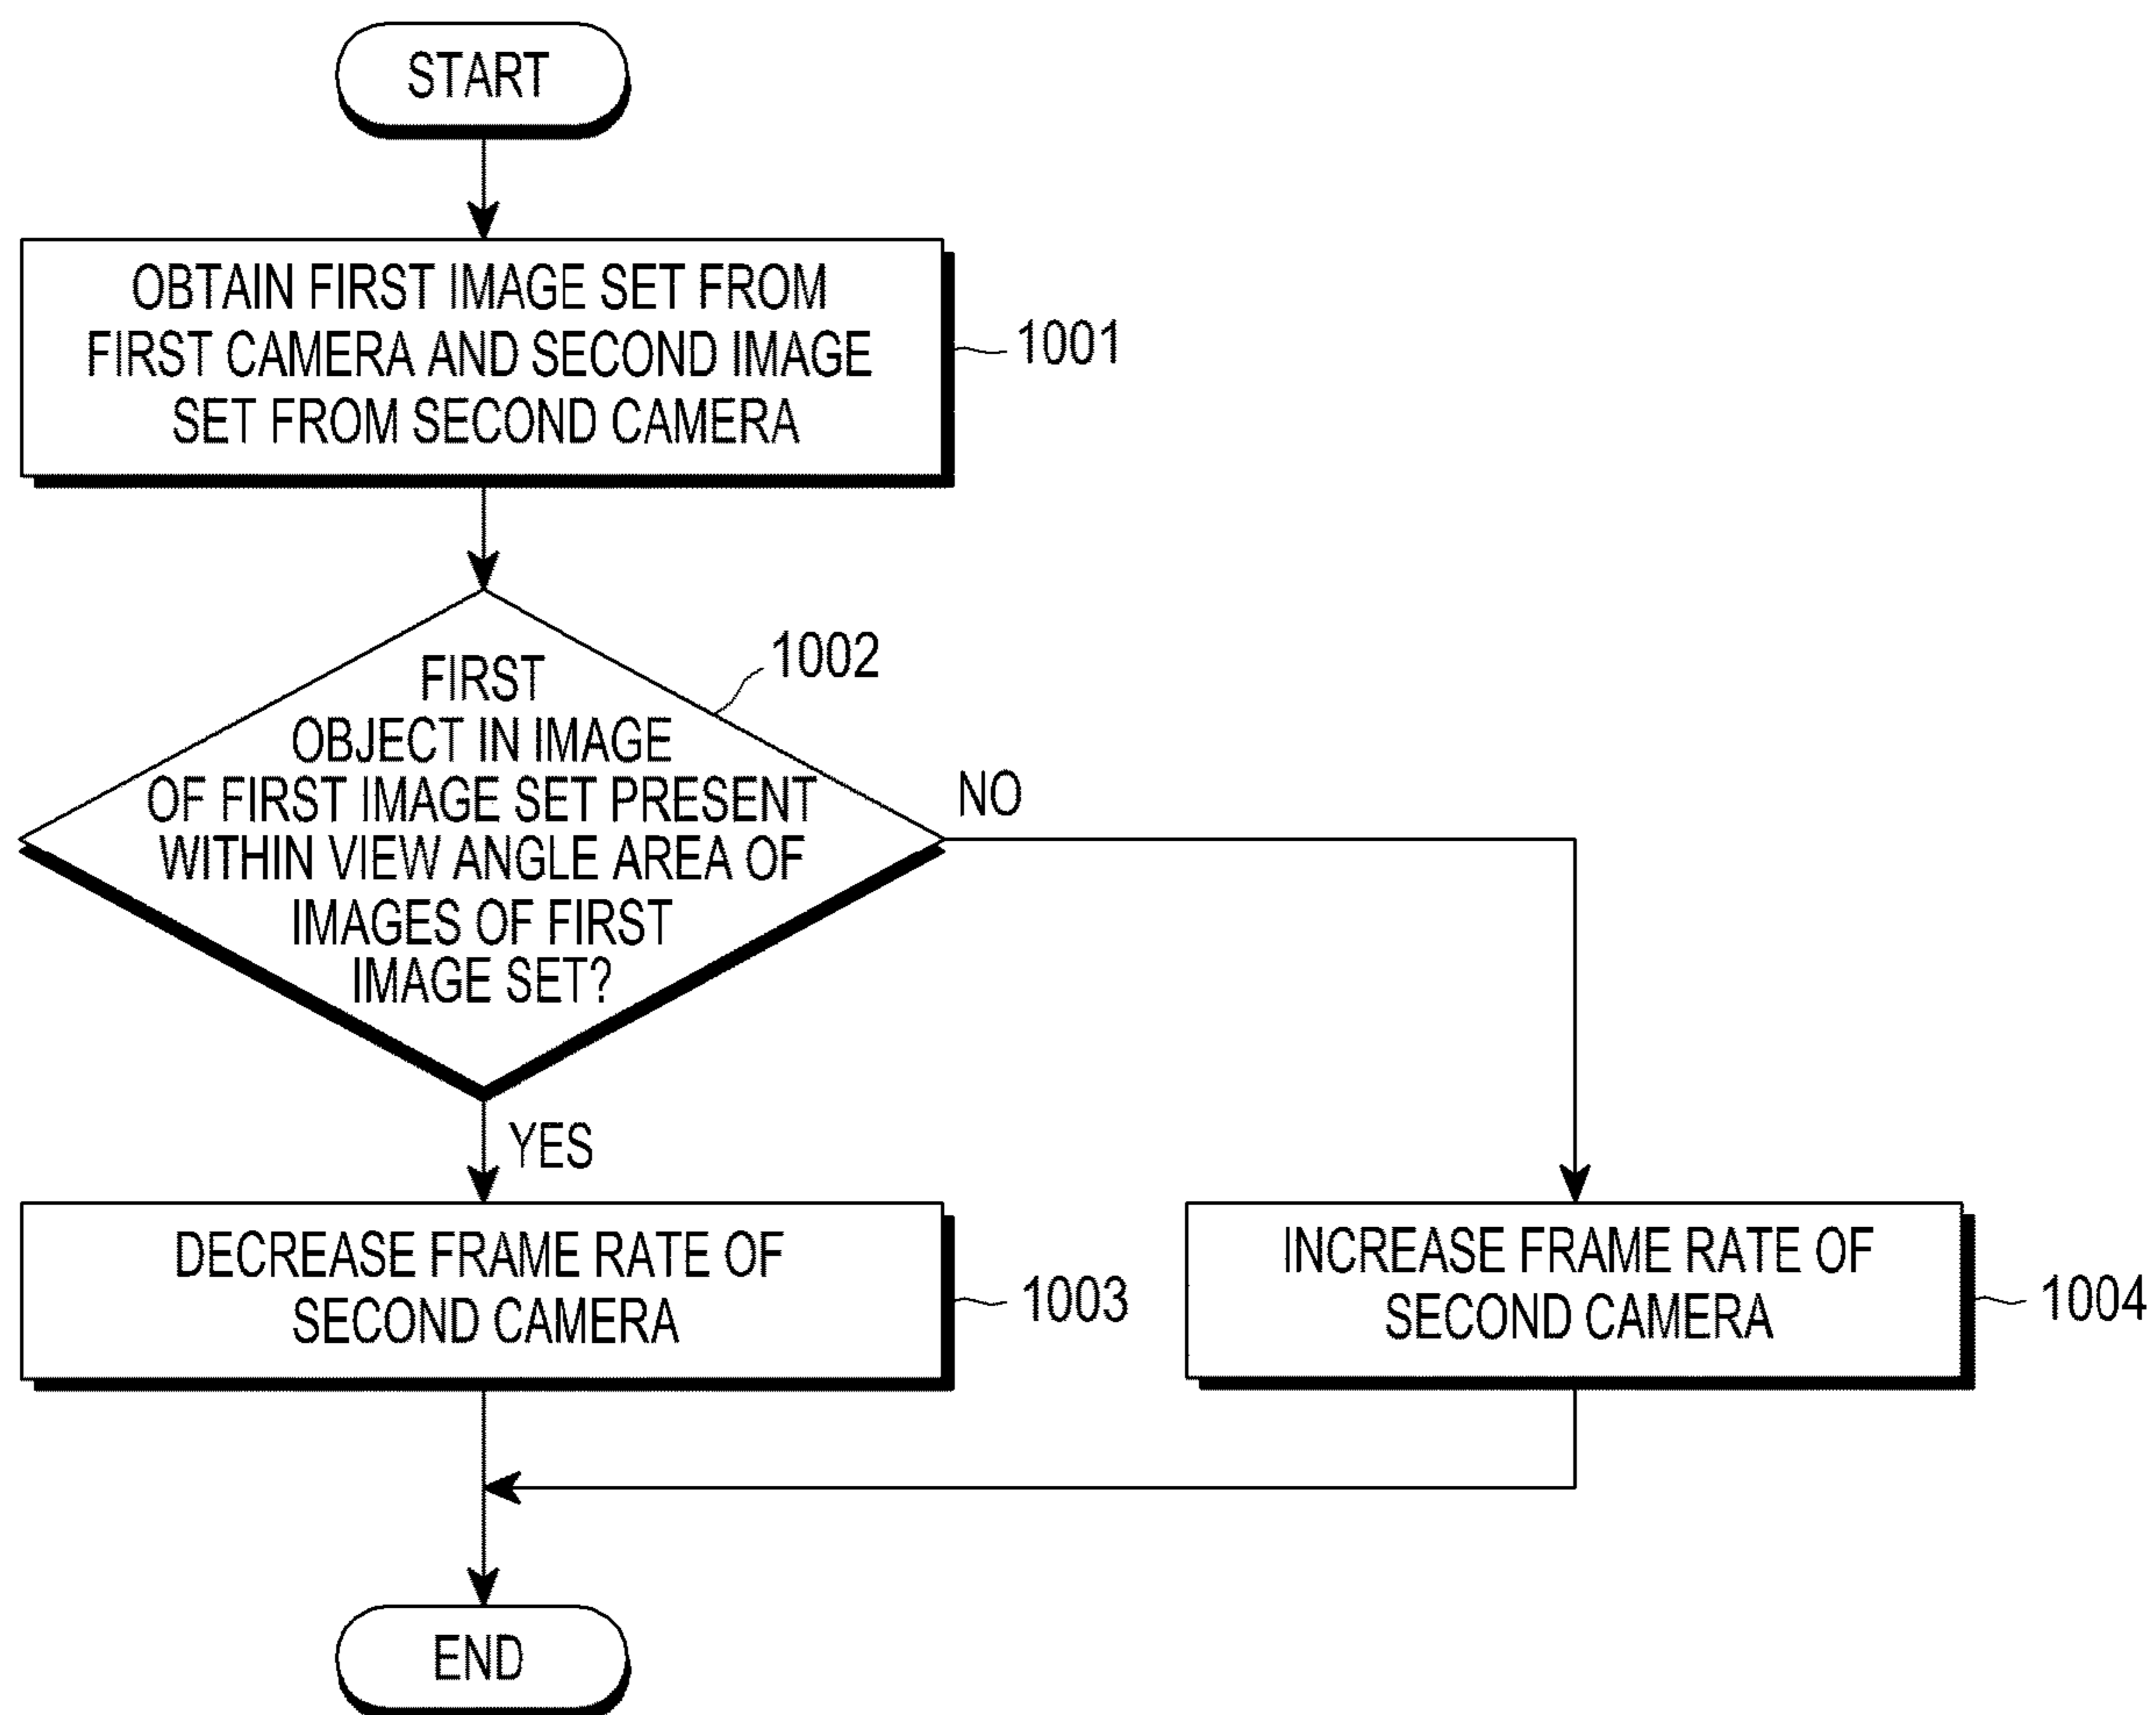 START
OBTAIN FIRST IMAGE SET FROM
FIRST CAMERA AND SECOND IMAGE
SET FROM SECOND CAMERA
1001
1002
FIRST
OBJECT IN IMAGE
OF FIRST IMAGE SET PRESENT
WITHIN VIEW ANGLE AREA OF
IMAGES OF FIRST
IMAGE SET?
NO
YES
DECREASE FRAME RATE OF
SECOND CAMERA
1003
INCREASE FRAME RATE OF
SECOND CAMERA
1004
END